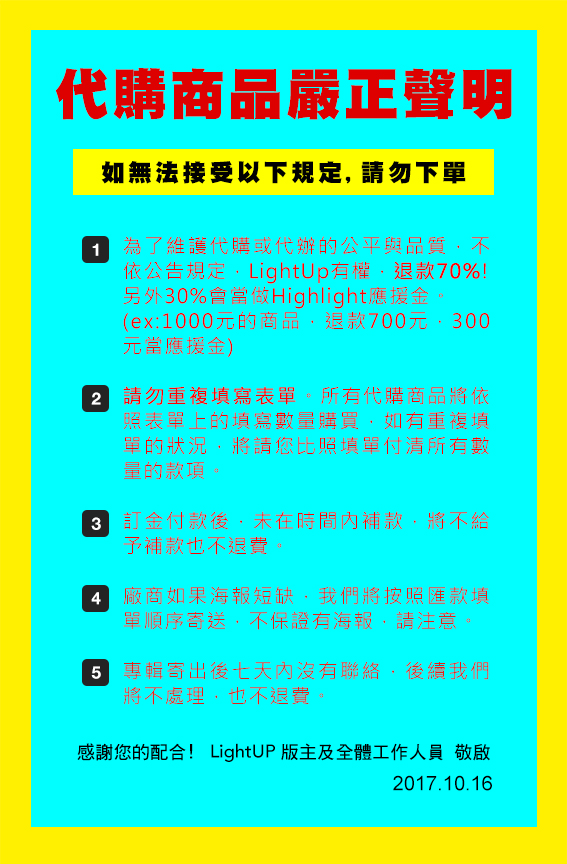 代購商品嚴正聲明
如無法接受以下規定，請勿下單
1 為了維護代購或代辦的公平與品質，不
依公告規定，LightUp有權，退款70%!
另外30%會當做Highlight應援金。
(ex:1000元的商品，退款700元，300
元當應援金)
2 請勿重複填寫表單。所有代購商品將依
照表單上的填寫數量購買，如有重複填
單的狀況，將請您比照填單付清所有數
量的款項。
3 訂金付款後，未在時間內補款，將不給
予補款也不退費。
4 廠商如果海報短缺，我們將按照匯款填
單順序寄送，不保證有海報，請注意。
5 專輯寄出後七天內沒有聯絡，後續我們
將不處理，也不退費。
感謝您的配合! LightUP 版主及全體工作人員 敬啟
2017.10.16